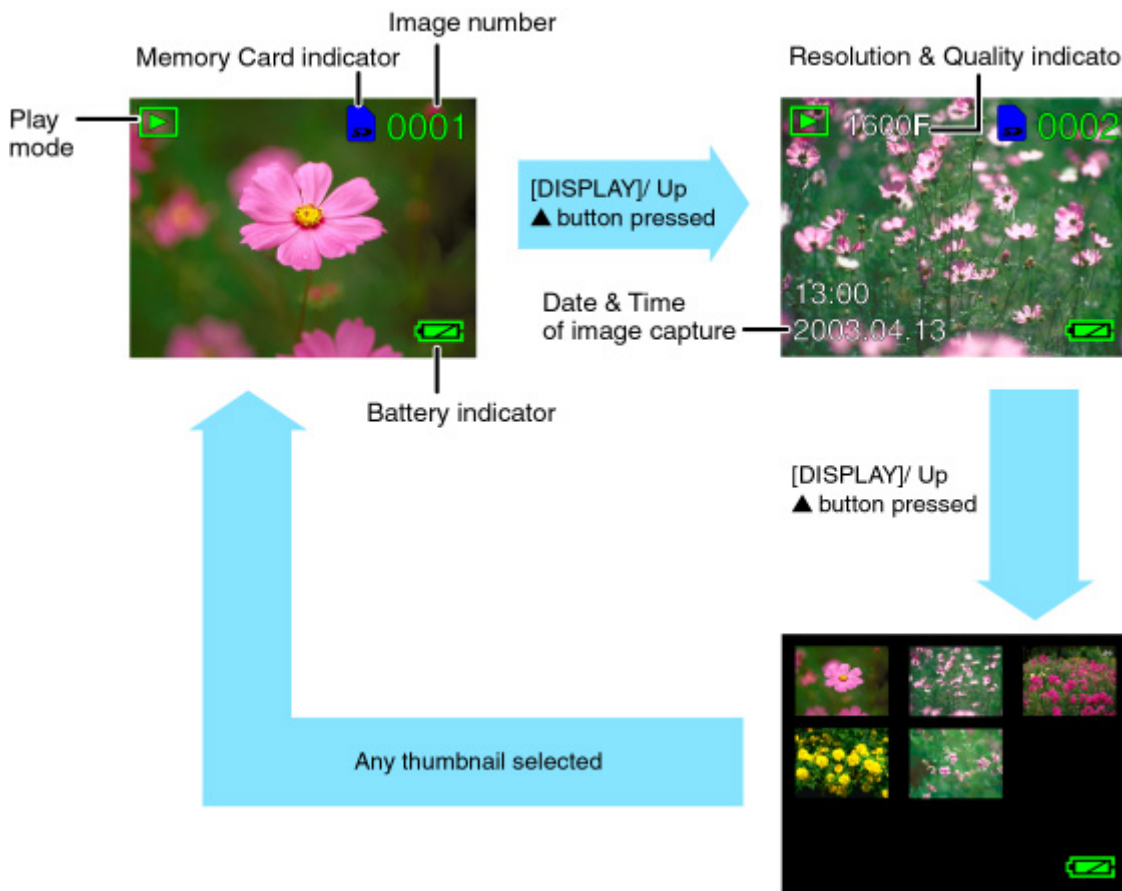 Image number
Memory Card indicator
Resolution & Quality indicato
Play
mode
0001
1600F
0002
[DISPLAY]/ Up
▲ button pressed
13:00
Date & Time
of image capture
2003.04.13
Battery indicator
[DISPLAY]/ Up
▲ button pressed
Any thumbnail selected